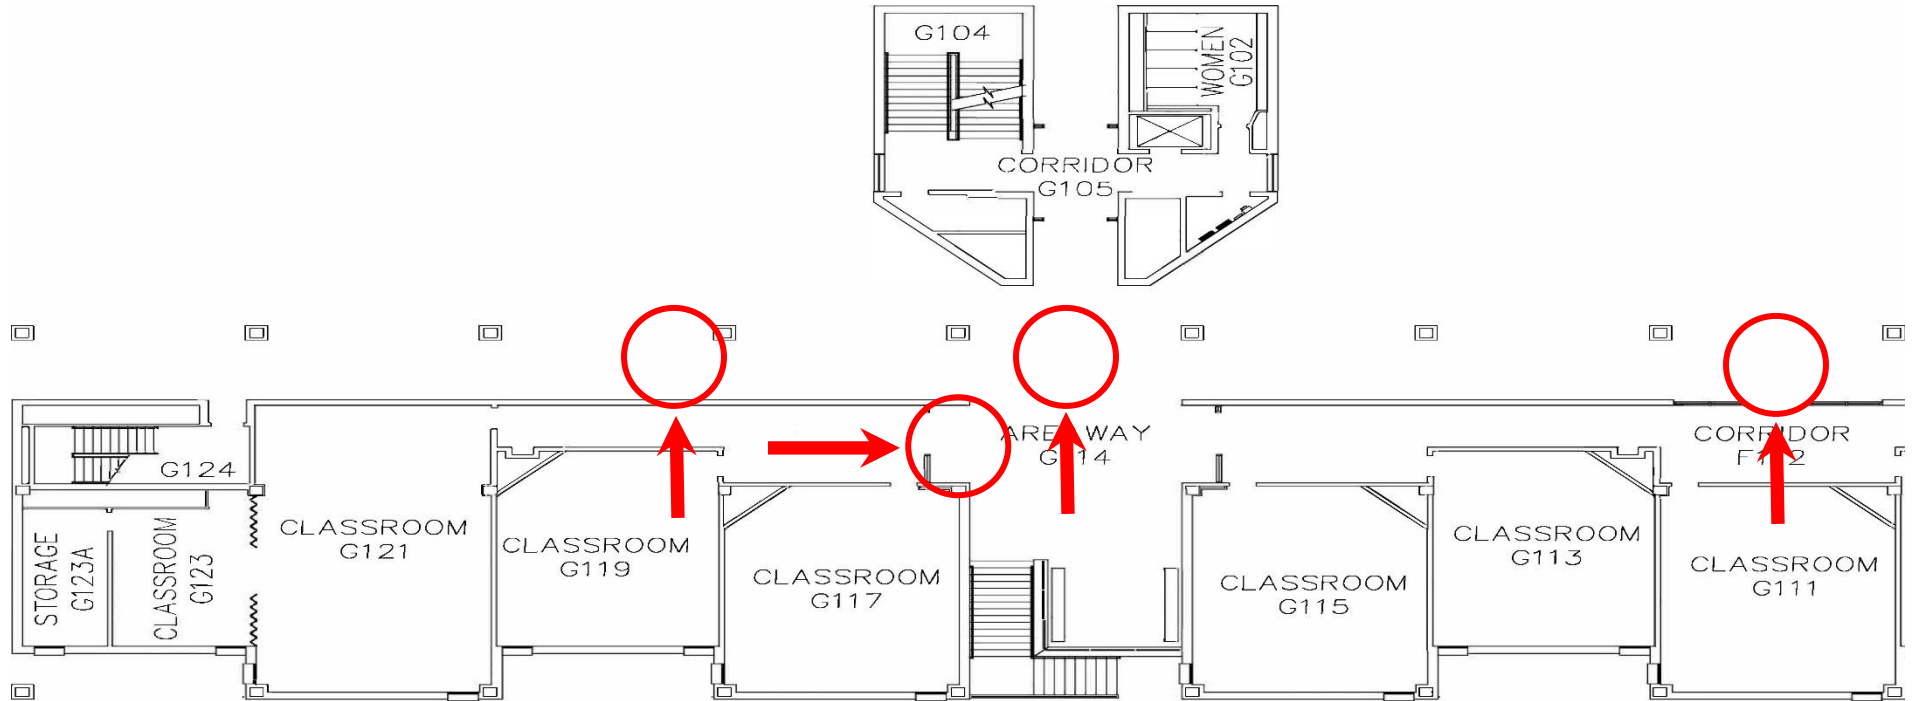 G104
WOMEN
G102
CORRIDOR
G105
G124
CORRIDOR
STORAGE
G123A
CLASSROOM
G123
CLASSROOM
G121
CLASSROOM
G119
CLASSROOM
G117
WAY
CLASSROOM
G115
CLASSROOM
G113
CLASSROOM
G111